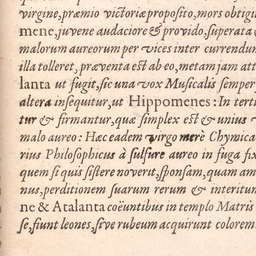 virgine, præmio victoriæ proposito, mors obtigi
mene, juvene audaciore & provido, superata
malorum aureorum per vices inter currendum
illa tolleret, præventa est ab eo, metam jam att
lanta ut fugit, sic una vox Musicalis semper
altera insequitur, ut Hippomenes: In terti
tur & firmantur, quæ simplex est & unius
malo aureo: Hæc eadem virgo merè Chymica
rius Philosophicus à sulfure aureo in fuga fix
quem si quis sistere noverit, sponsam, quam am
nus, perditionem suarum rerum & interitum
ne & Atalanta coëuntibus in templo Matris
se, fiunt leones, sive rubeum acquirunt colorem